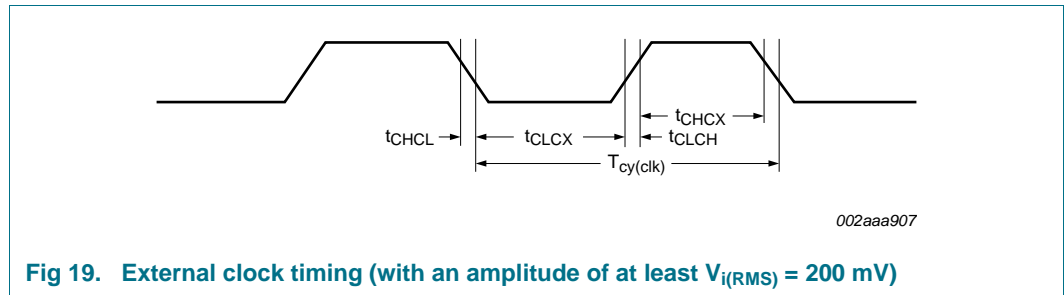 tCHCX
tCHCL
tCLCX
tCLCH
Tcy(clk)
002aaa907
Fig 19. External clock timing (with an amplitude of at least Vi(RMS) = 200 mV)